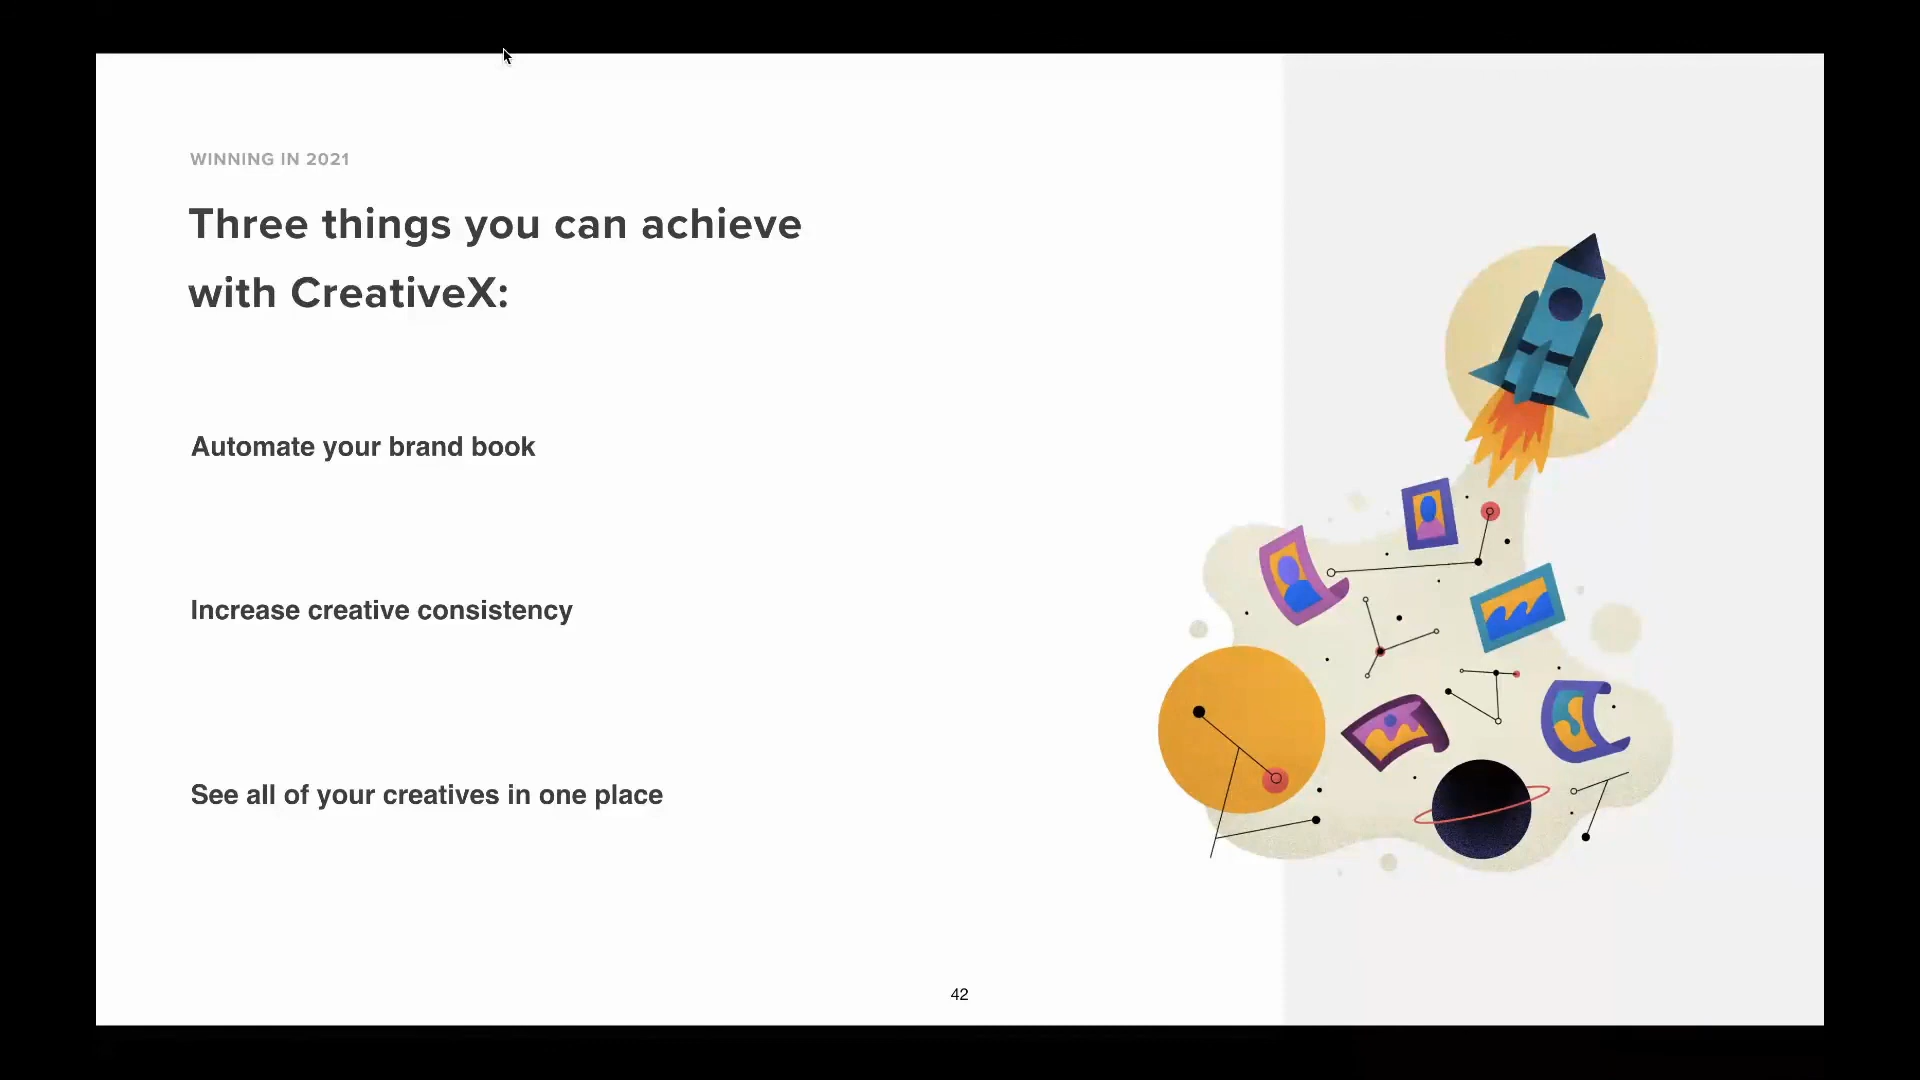 WINNING IN 2021
Three things you can achieve
with CreativeX:
Automate your brand book
Increase creative consistency
See all of your creatives in one place
42